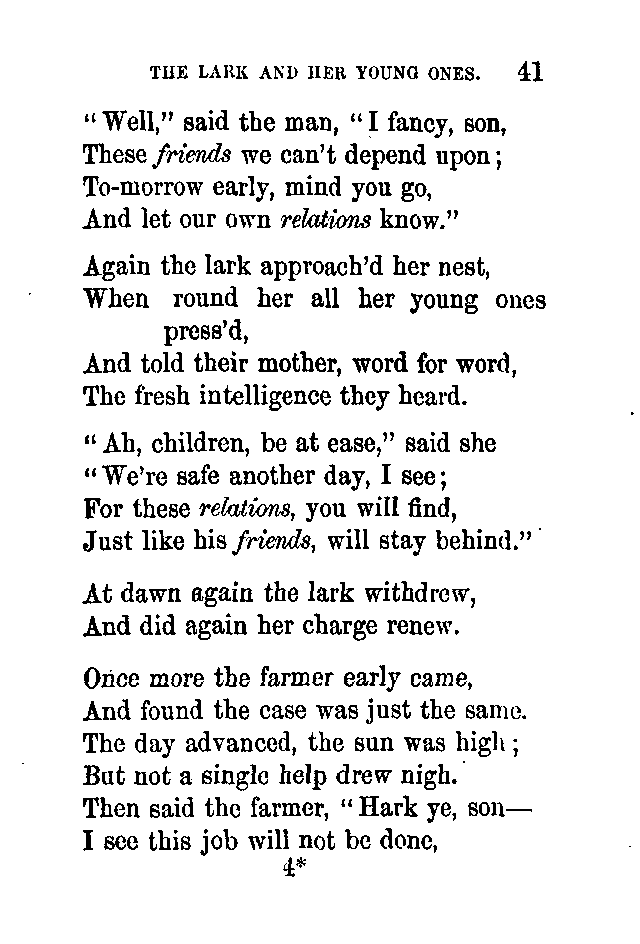 THE LARK AND HER YOUNG ONES. 41
"Well," said the man, "I fancy, son,
These friends we can't depend upon;
To-morrow early, mind you go,
And let our own relations know."
Again the lark approach'd her nest,
When round her all her young ones
press'd,
And told their mother, word for word,
The fresh intelligence they heard.
"Ah, children, be at ease," said she
"We're safe another day, I see;
For these relations, you will find,
Just like his friends, will stay behind."
At dawn again the lark withdrew,
And did again her charge renew.
Once more the farmer early came,
And found the case was just the same.
The day advanced, the sun was high;
But not a single help drew nigh.
Then said the farmer, "Hark ye, son—
I see this job will not be done,
4*